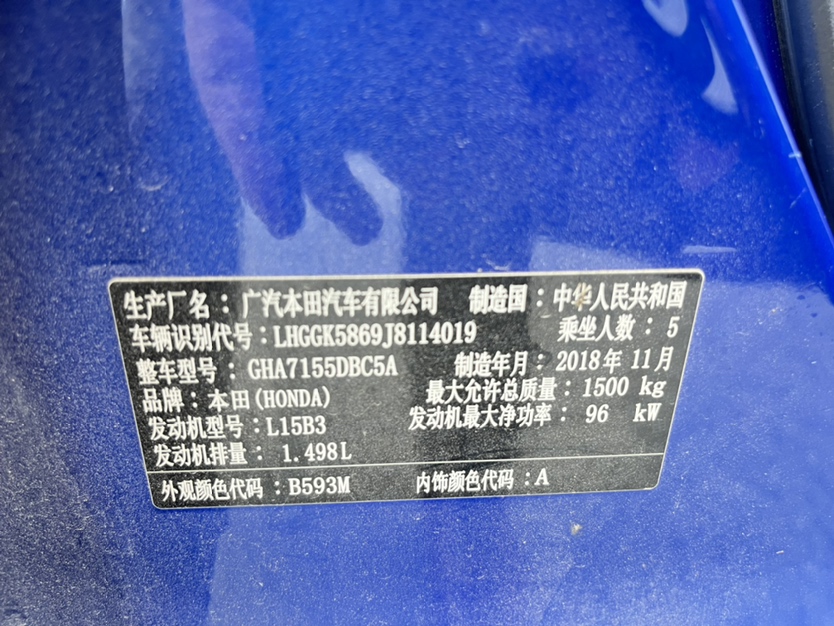 生产厂名：广汽本田汽车有限公司 制造国：中华人民共和国
车辆识别代号：LHGGK5869J8114019 乘坐人数：5
整车型号：GHA7155DBC5A 制造年月：2018年11月
品牌：本田(HONDA) 最大允许总质量：1500 kg
发动机型号：L15B3 发动机最大净功率：96 kW
发动机排量：1.498L
外观颜色代码：B593M 内饰颜色代码：A